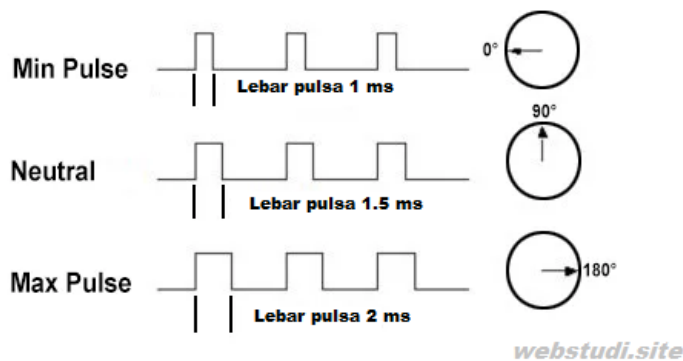 Min Pulse
Lebar pulsa 1 ms
0°
Neutral
Lebar pulsa 1.5 ms
90°
Max Pulse
Lebar pulsa 2 ms
180°
webstudi.site